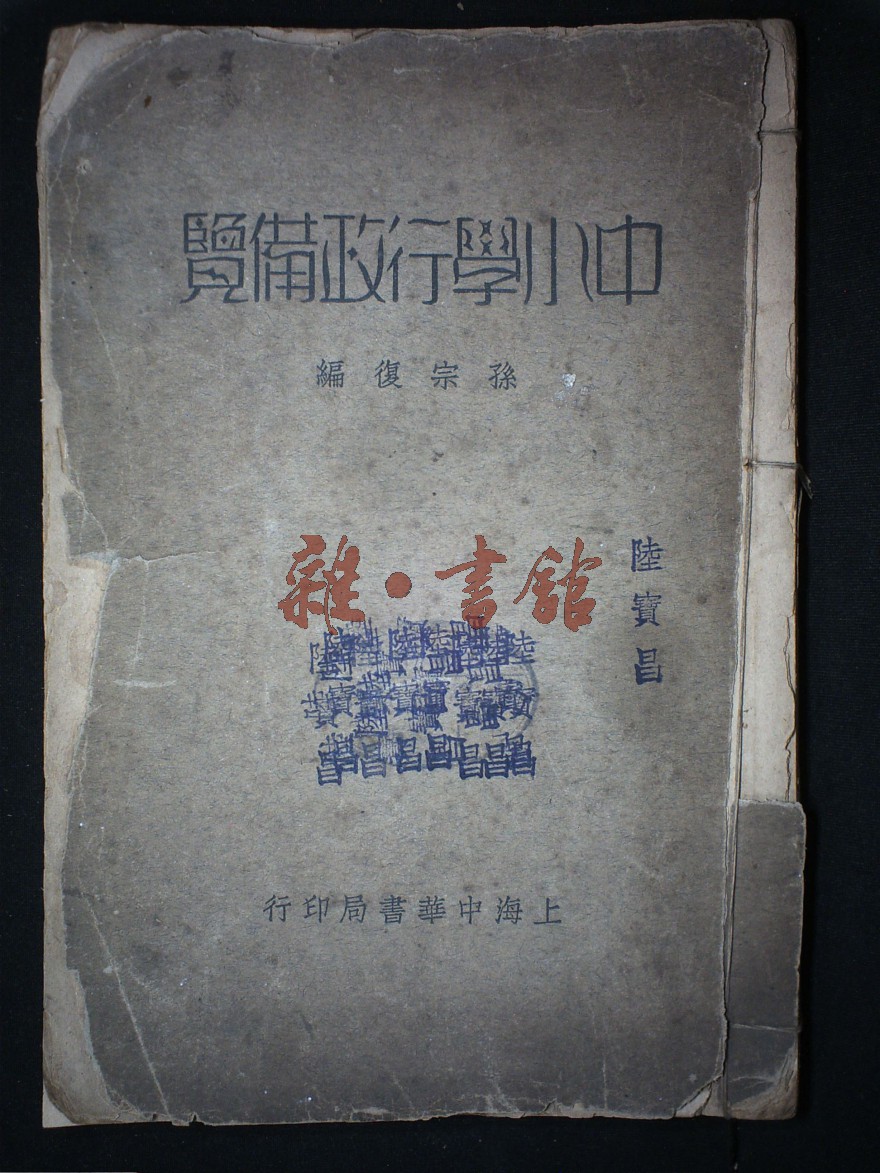 中小學行政備覽
孫宗復編
雜·書館
陸寶昌
上海中華書局印行